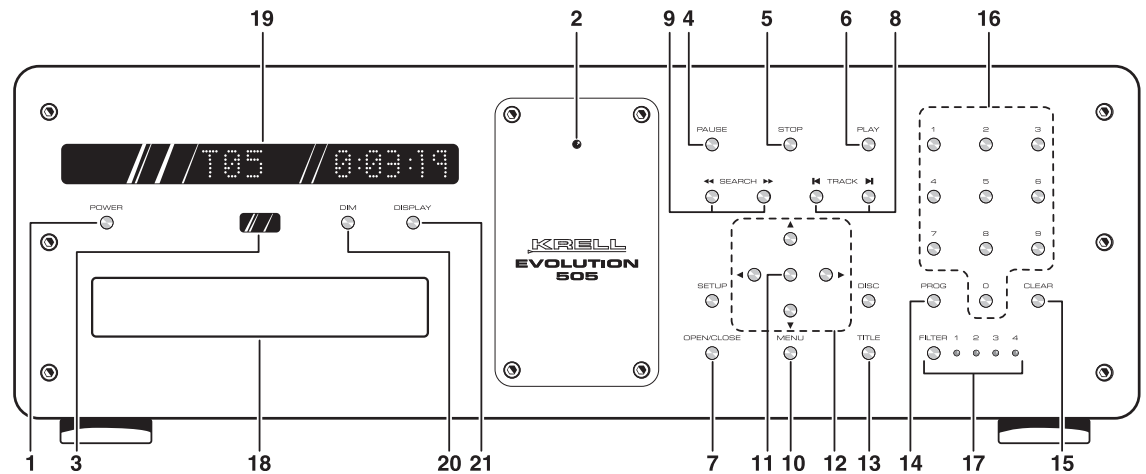 19 2 9 4 5 6 8 16
PAUSE STOP PLAY 1 2 3
T05 0:03:19
SEARCH TRACK 4 5 6
POWER DIM DISPLAY
7 8 9
KRELL
EVOLUTION
505
SETUP DISC PROG 0 CLEAR
OPEN/CLOSE MENU TITLE FILTER 1 2 3 4
1 3 18 20 21 7 11 10 12 13 14 17 15